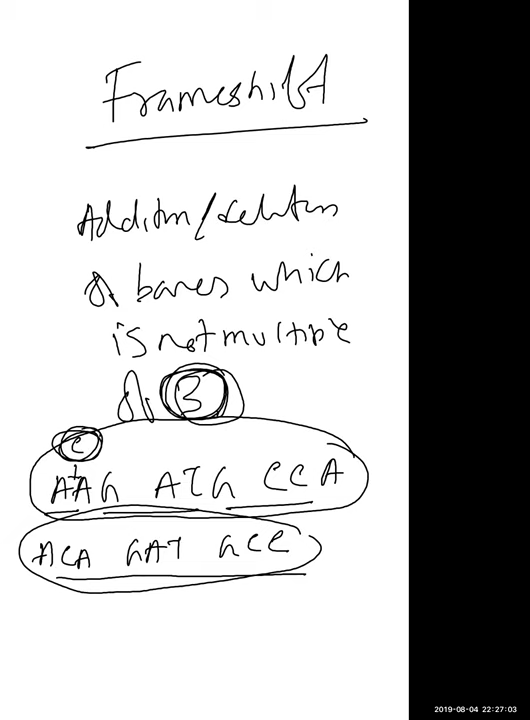 Frameshift
Addition/deletion
of bases which
is not multiple
of 3
C
AAG ATG CCA
ACA GAT GCC
2019-08-04 22:27:03